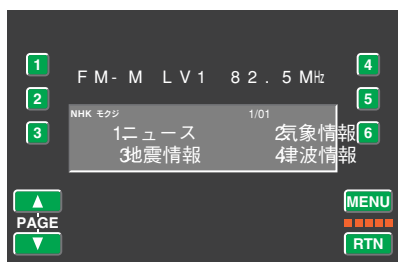 1
4
FM-M LV1 82.5MHz
2
5
NHK モクジ 1/01
3
1.ニュース 2.気象情報
6
3.地震情報 4.津波情報
MENU
PAGE
RTN